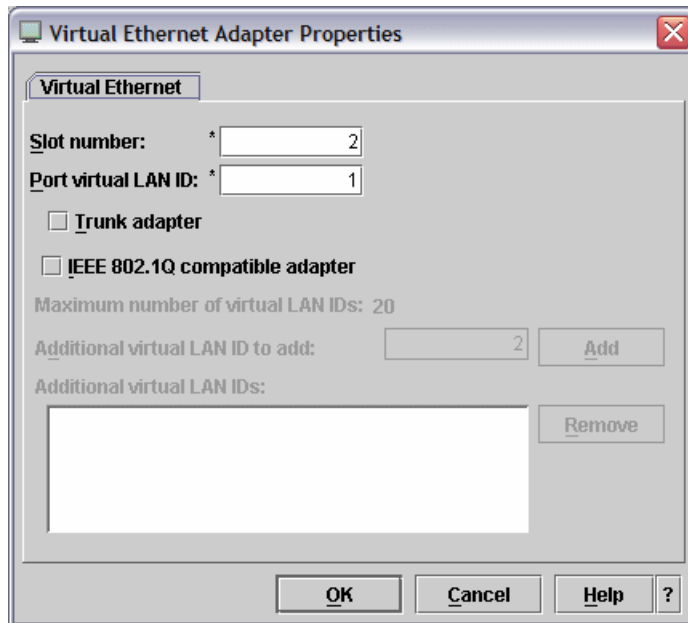 Virtual Ethernet Adapter Properties
Virtual Ethernet
Slot number: * 2
Port virtual LAN ID: * 1
Trunk adapter
IEEE 802.1Q compatible adapter
Maximum number of virtual LAN IDs: 20
Additional virtual LAN ID to add: 2 Add
Additional virtual LAN IDs:
Remove
OK Cancel Help ?